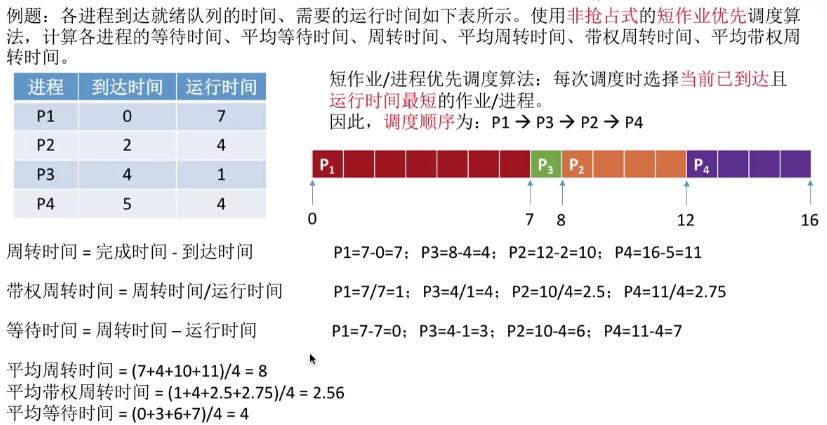 例题：各进程到达就绪队列的时间、需要的运行时间如下表所示。使用非抢占式的短作业优先调度算
法，计算各进程的等待时间、平均等待时间、周转时间、平均周转时间、带权周转时间、平均带权周
转时间。
进程 到达时间 运行时间
P1 0 7
P2 2 4
P3 4 1
P4 5 4
短作业/进程优先调度算法：每次调度时选择当前已到达且
运行时间最短的作业/进程。
因此，调度顺序为：P1 → P3 → P2 → P4
P1 P3 P2 P4
0 7 8 12 16
周转时间 = 完成时间 - 到达时间 P1=7-0=7；P3=8-4=4；P2=12-2=10；P4=16-5=11
带权周转时间 = 周转时间/运行时间 P1=7/7=1；P3=4/1=4；P2=10/4=2.5；P4=11/4=2.75
等待时间 = 周转时间 – 运行时间 P1=7-7=0；P3=4-1=3；P2=10-4=6；P4=11-4=7
平均周转时间 = (7+4+10+11)/4 = 8
平均带权周转时间 = (1+4+2.5+2.75)/4 = 2.56
平均等待时间 = (0+3+6+7)/4 = 4